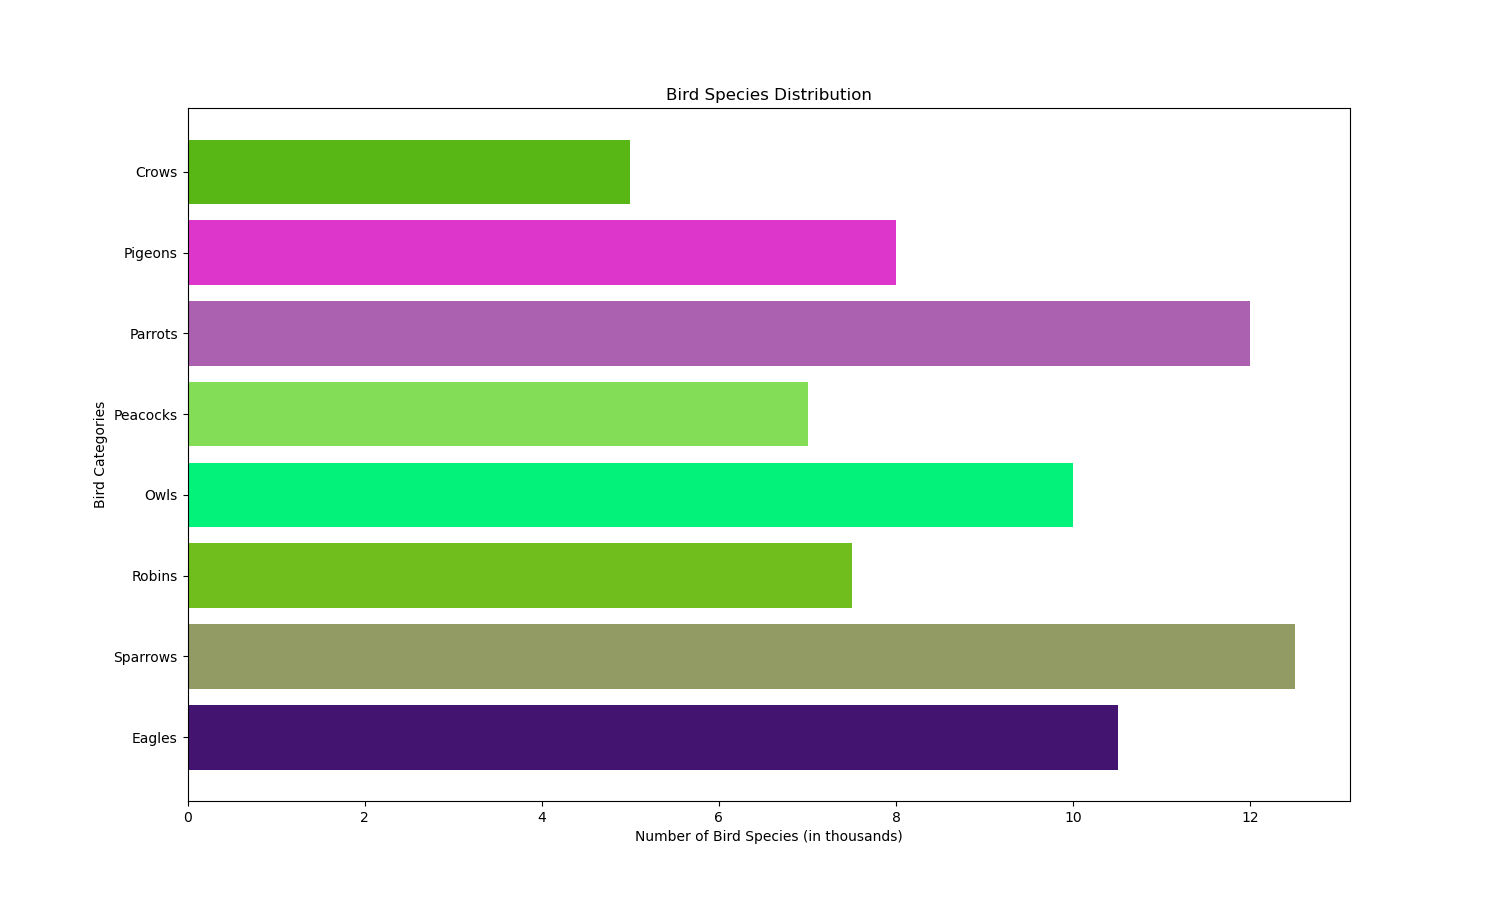 Bird Species Distribution
Bird Categories
Crows
Pigeons
Parrots
Peacocks
Owls
Robins
Sparrows
Eagles
0 2 4 6 8 10 12
Number of Bird Species (in thousands)